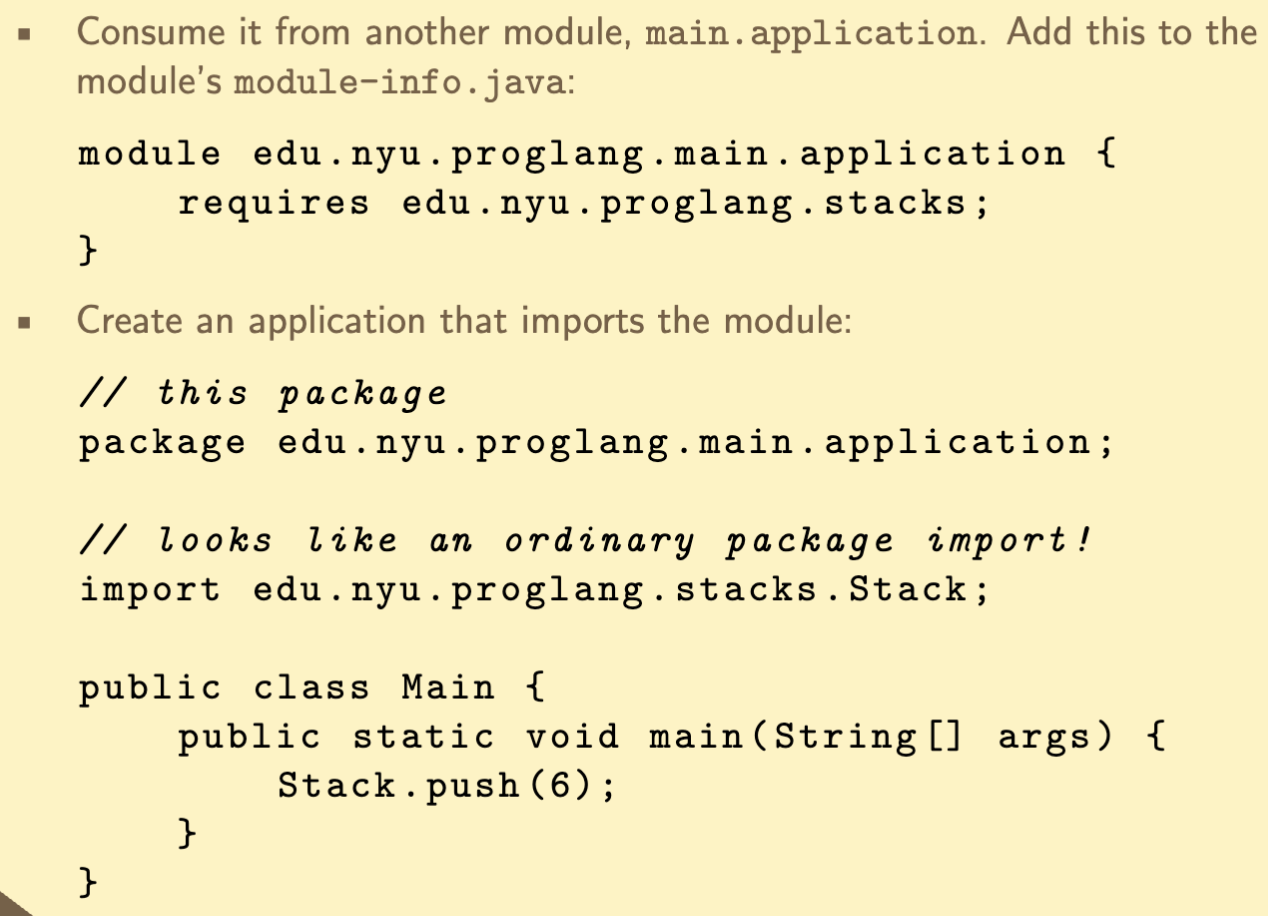 ▪ Consume it from another module, main.application. Add this to the
module's module-info.java:
module edu.nyu.proglang.main.application {
    requires edu.nyu.proglang.stacks;
}
▪ Create an application that imports the module:
// this package
package edu.nyu.proglang.main.application;
// looks like an ordinary package import!
import edu.nyu.proglang.stacks.Stack;
public class Main {
    public static void main(String[] args) {
        Stack.push(6);
    }
}